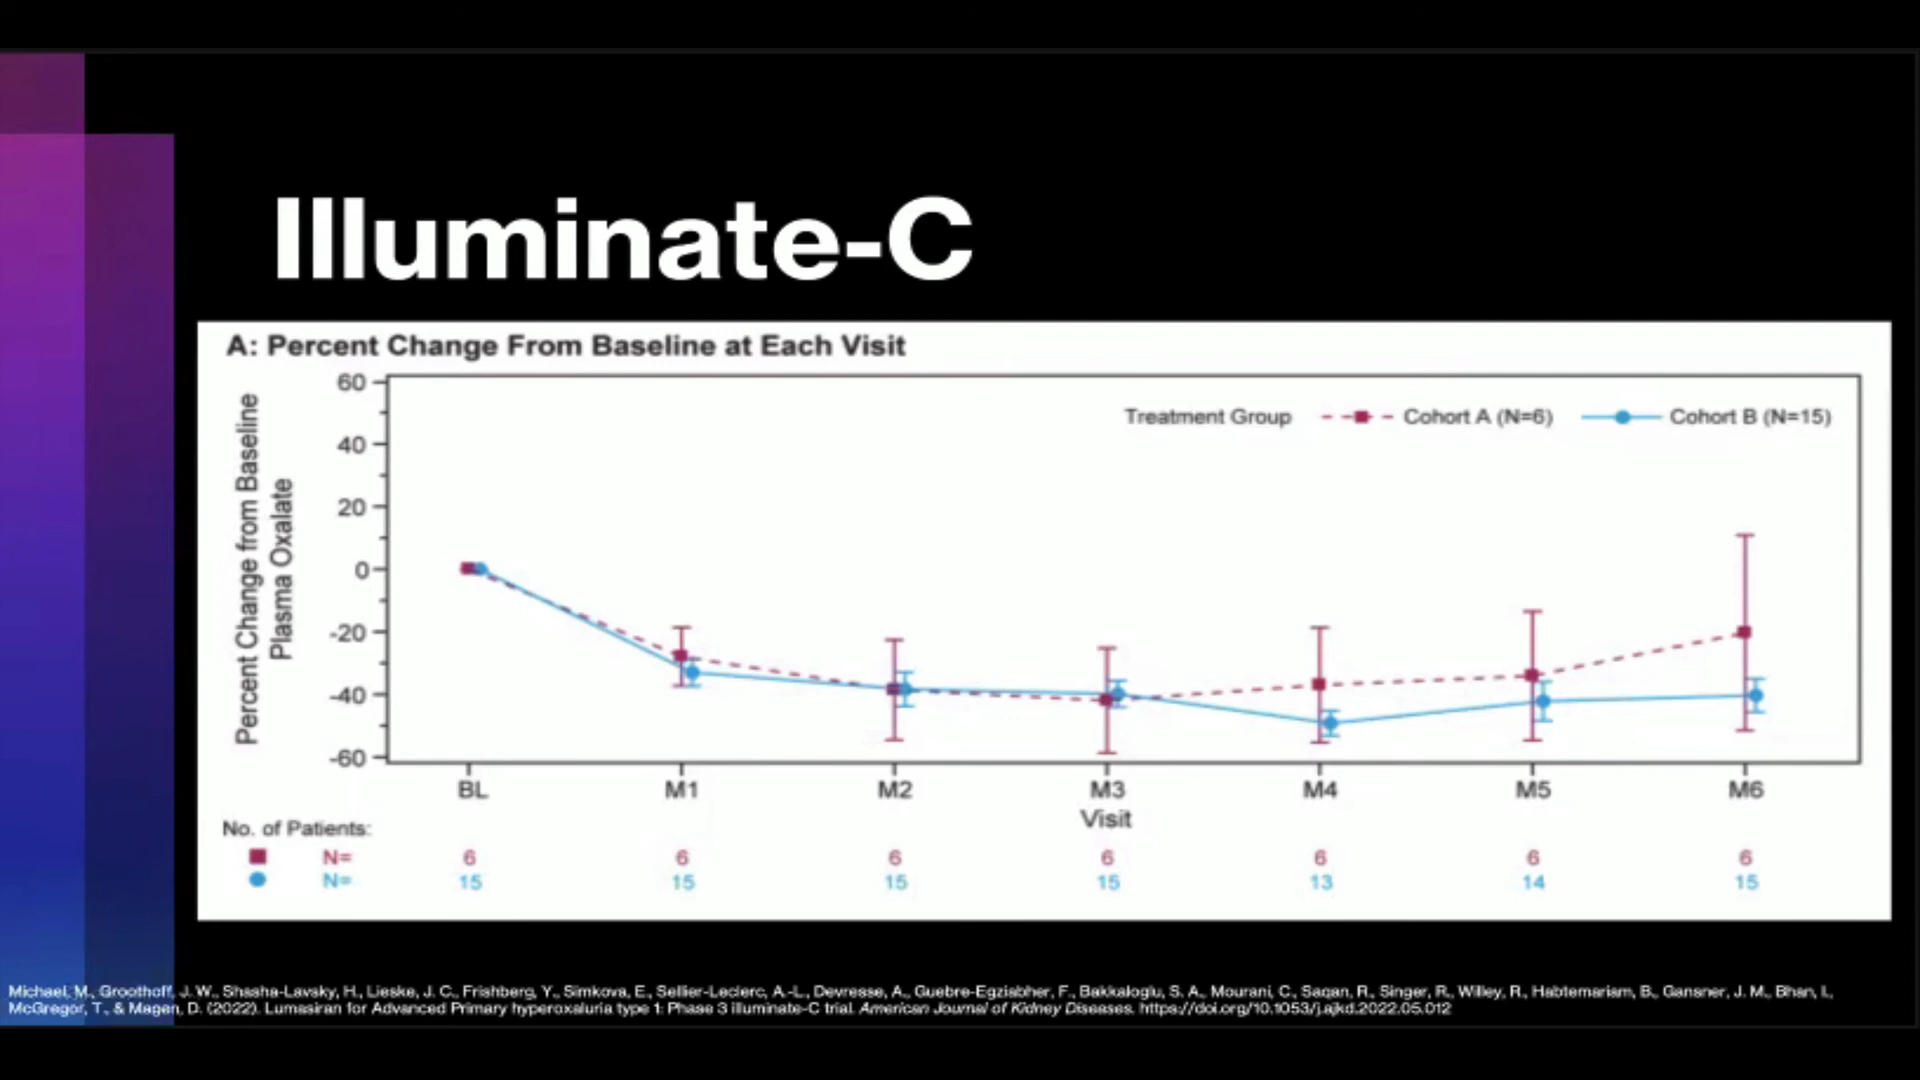 Illuminate-C
A: Percent Change From Baseline at Each Visit
Percent Change from Baseline
Plasma Oxalate
60
40
20
0
-20
-40
-60
Treatment Group Cohort A (N=6) Cohort B (N=15)
BL M1 M2 M3 M4 M5 M6
Visit
No. of Patients:
N= 6 6 6 6 6 6 6
N= 15 15 15 15 13 14 15
Michael, M., Groothoff, J. W., Shasha-Lavsky, H., Lieske, J. C., Frishberg, Y., Simkova, E., Sellier-Leclerc, A.-L., Devresse, A., Guebre-Egziabher, F., Bakkaloglu, S. A., Mourani, C., Saqan, R., Singer, R., Willey, R., Habtemariam, B., Gansner, J. M., Bhan, I.,
McGregor, T., & Magen, D. (2022). Lumasiran for Advanced Primary hyperoxaluria type 1: Phase 3 illuminate-C trial. American Journal of Kidney Diseases. https://doi.org/10.1053/j.ajkd.2022.05.012